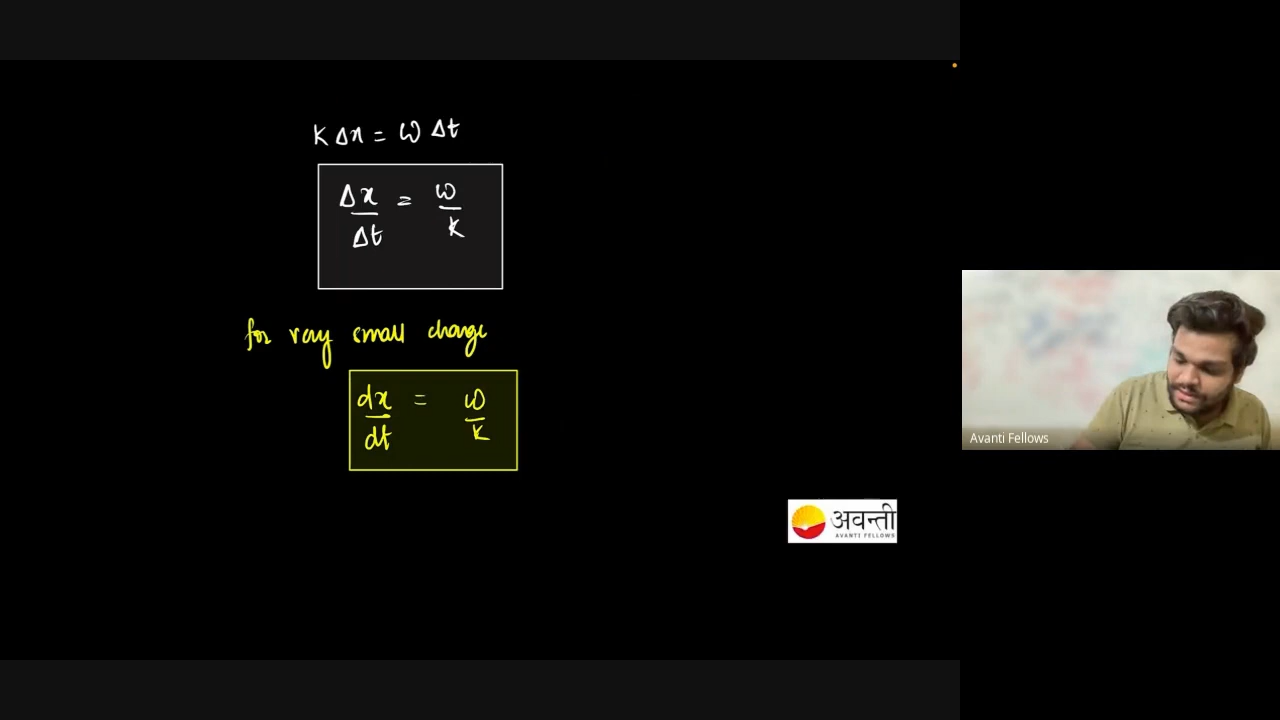 K Δx = ω Δt
Δx/Δt = ω/k
for very small change
dx/dt = ω/k
Avanti Fellows
अवन्ती
AVANTI FELLOWS